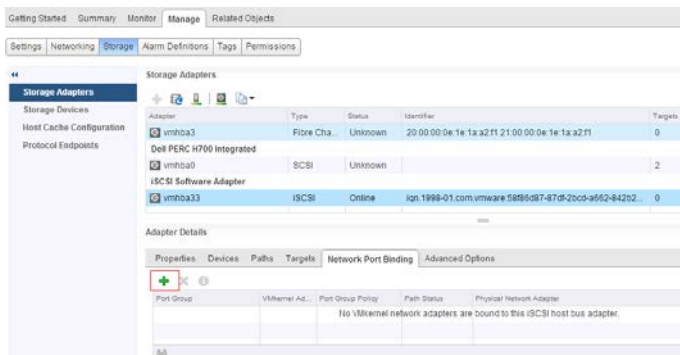 Getting Started Summary Monitor Manage Related Objects
Settings Networking Storage Alarm Definitions Tags Permissions
Storage Adapters
Storage Devices
Host Cache Configuration
Protocol Endpoints
Storage Adapters
Adapter Type Status Identifier Targets
vmhba3 Fibre Cha... Unknown 20:00:00:0e:1e:1a:a2:f1 21:00:00:0e:1e:1a:a2:f1 0
Dell PERC H700 Integrated
vmhba0 SCSI Unknown 2
iSCSI Software Adapter
vmhba33 iSCSI Online iqn.1998-01.com.vmware:58f86d87-87df-2bcd-a662-842b2... 0
Adapter Details
Properties Devices Paths Targets Network Port Binding Advanced Options
Port Group VMkernel Ad... Port Group Policy Path Status Physical Network Adapter
No VMkernel network adapters are bound to this iSCSI host bus adapter.